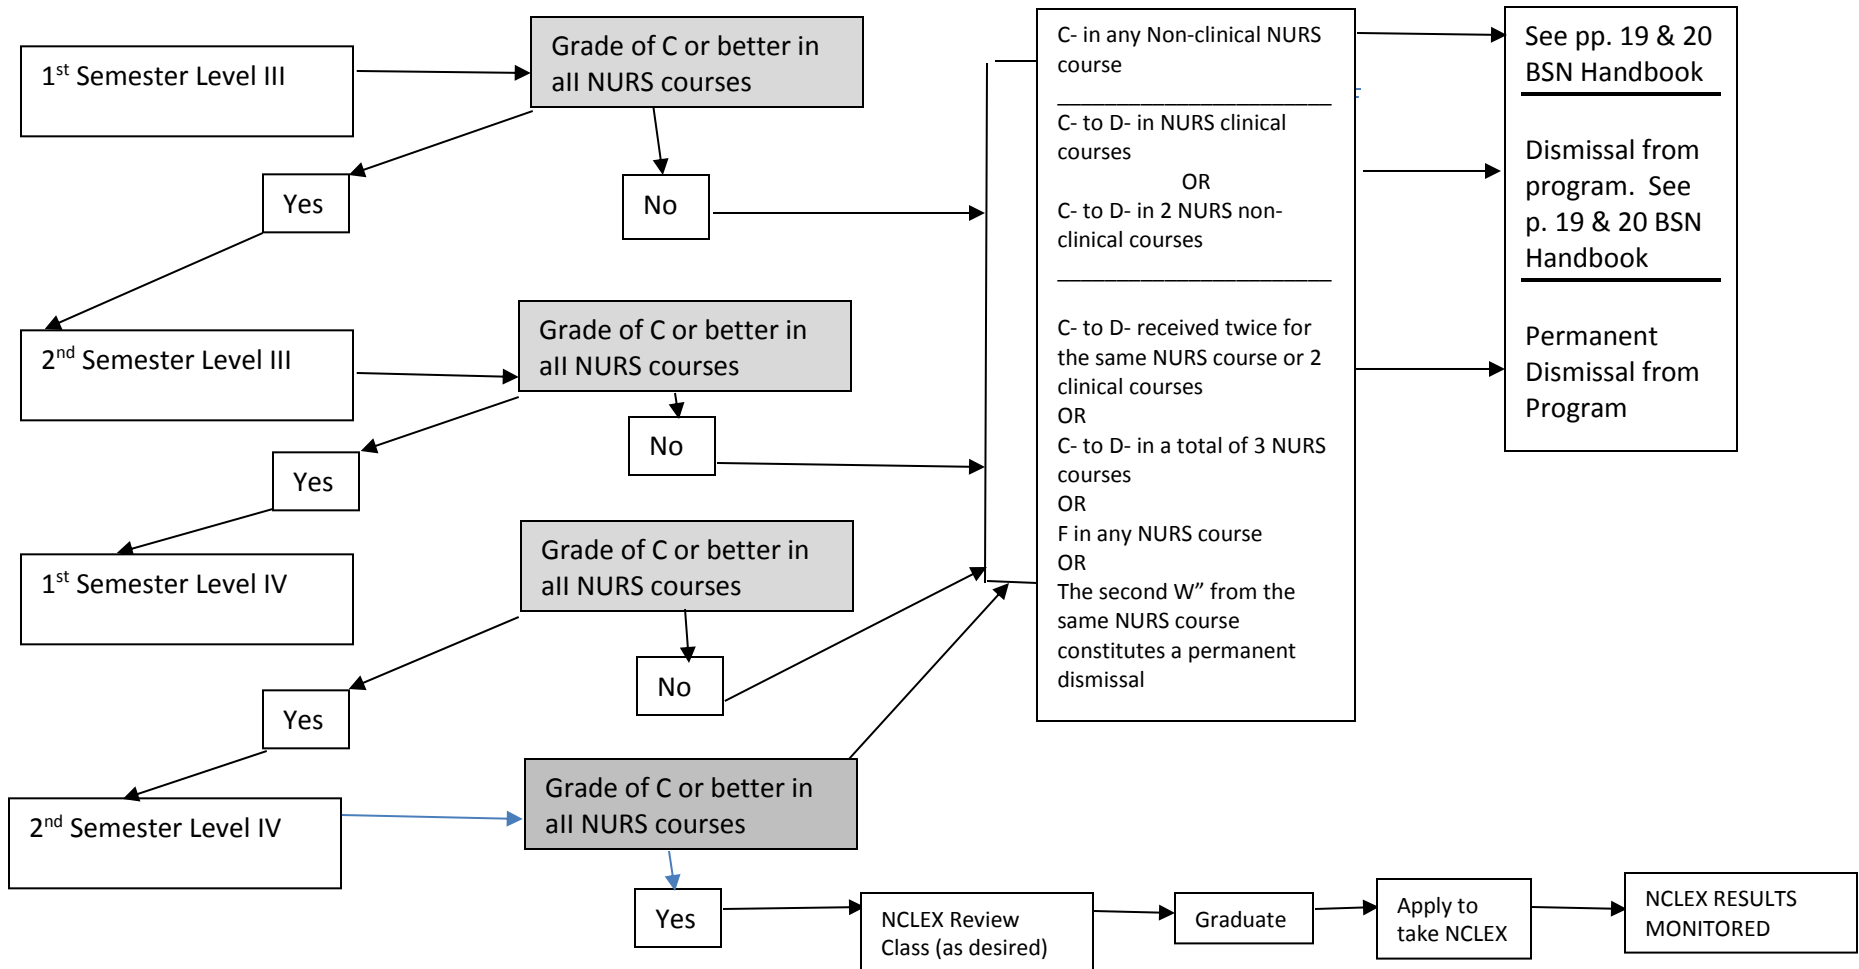 1st Semester Level III
Grade of C or better in
all NURS courses
Yes
No
2nd Semester Level III
Grade of C or better in
all NURS courses
Yes
No
1st Semester Level IV
Grade of C or better in
all NURS courses
Yes
No
2nd Semester Level IV
Grade of C or better in
all NURS courses
Yes
NCLEX Review
Class (as desired)
Graduate
Apply to
take NCLEX
NCLEX RESULTS
MONITORED
C- in any Non-clinical NURS
course
C- to D- in NURS clinical
courses
OR
C- to D- in 2 NURS non-
clinical courses
C- to D- received twice for
the same NURS course or 2
clinical courses
OR
C- to D- in a total of 3 NURS
courses
OR
F in any NURS course
OR
The second W” from the
same NURS course
constitutes a permanent
dismissal
See pp. 19 & 20
BSN Handbook
Dismissal from
program. See
p. 19 & 20 BSN
Handbook
Permanent
Dismissal from
Program